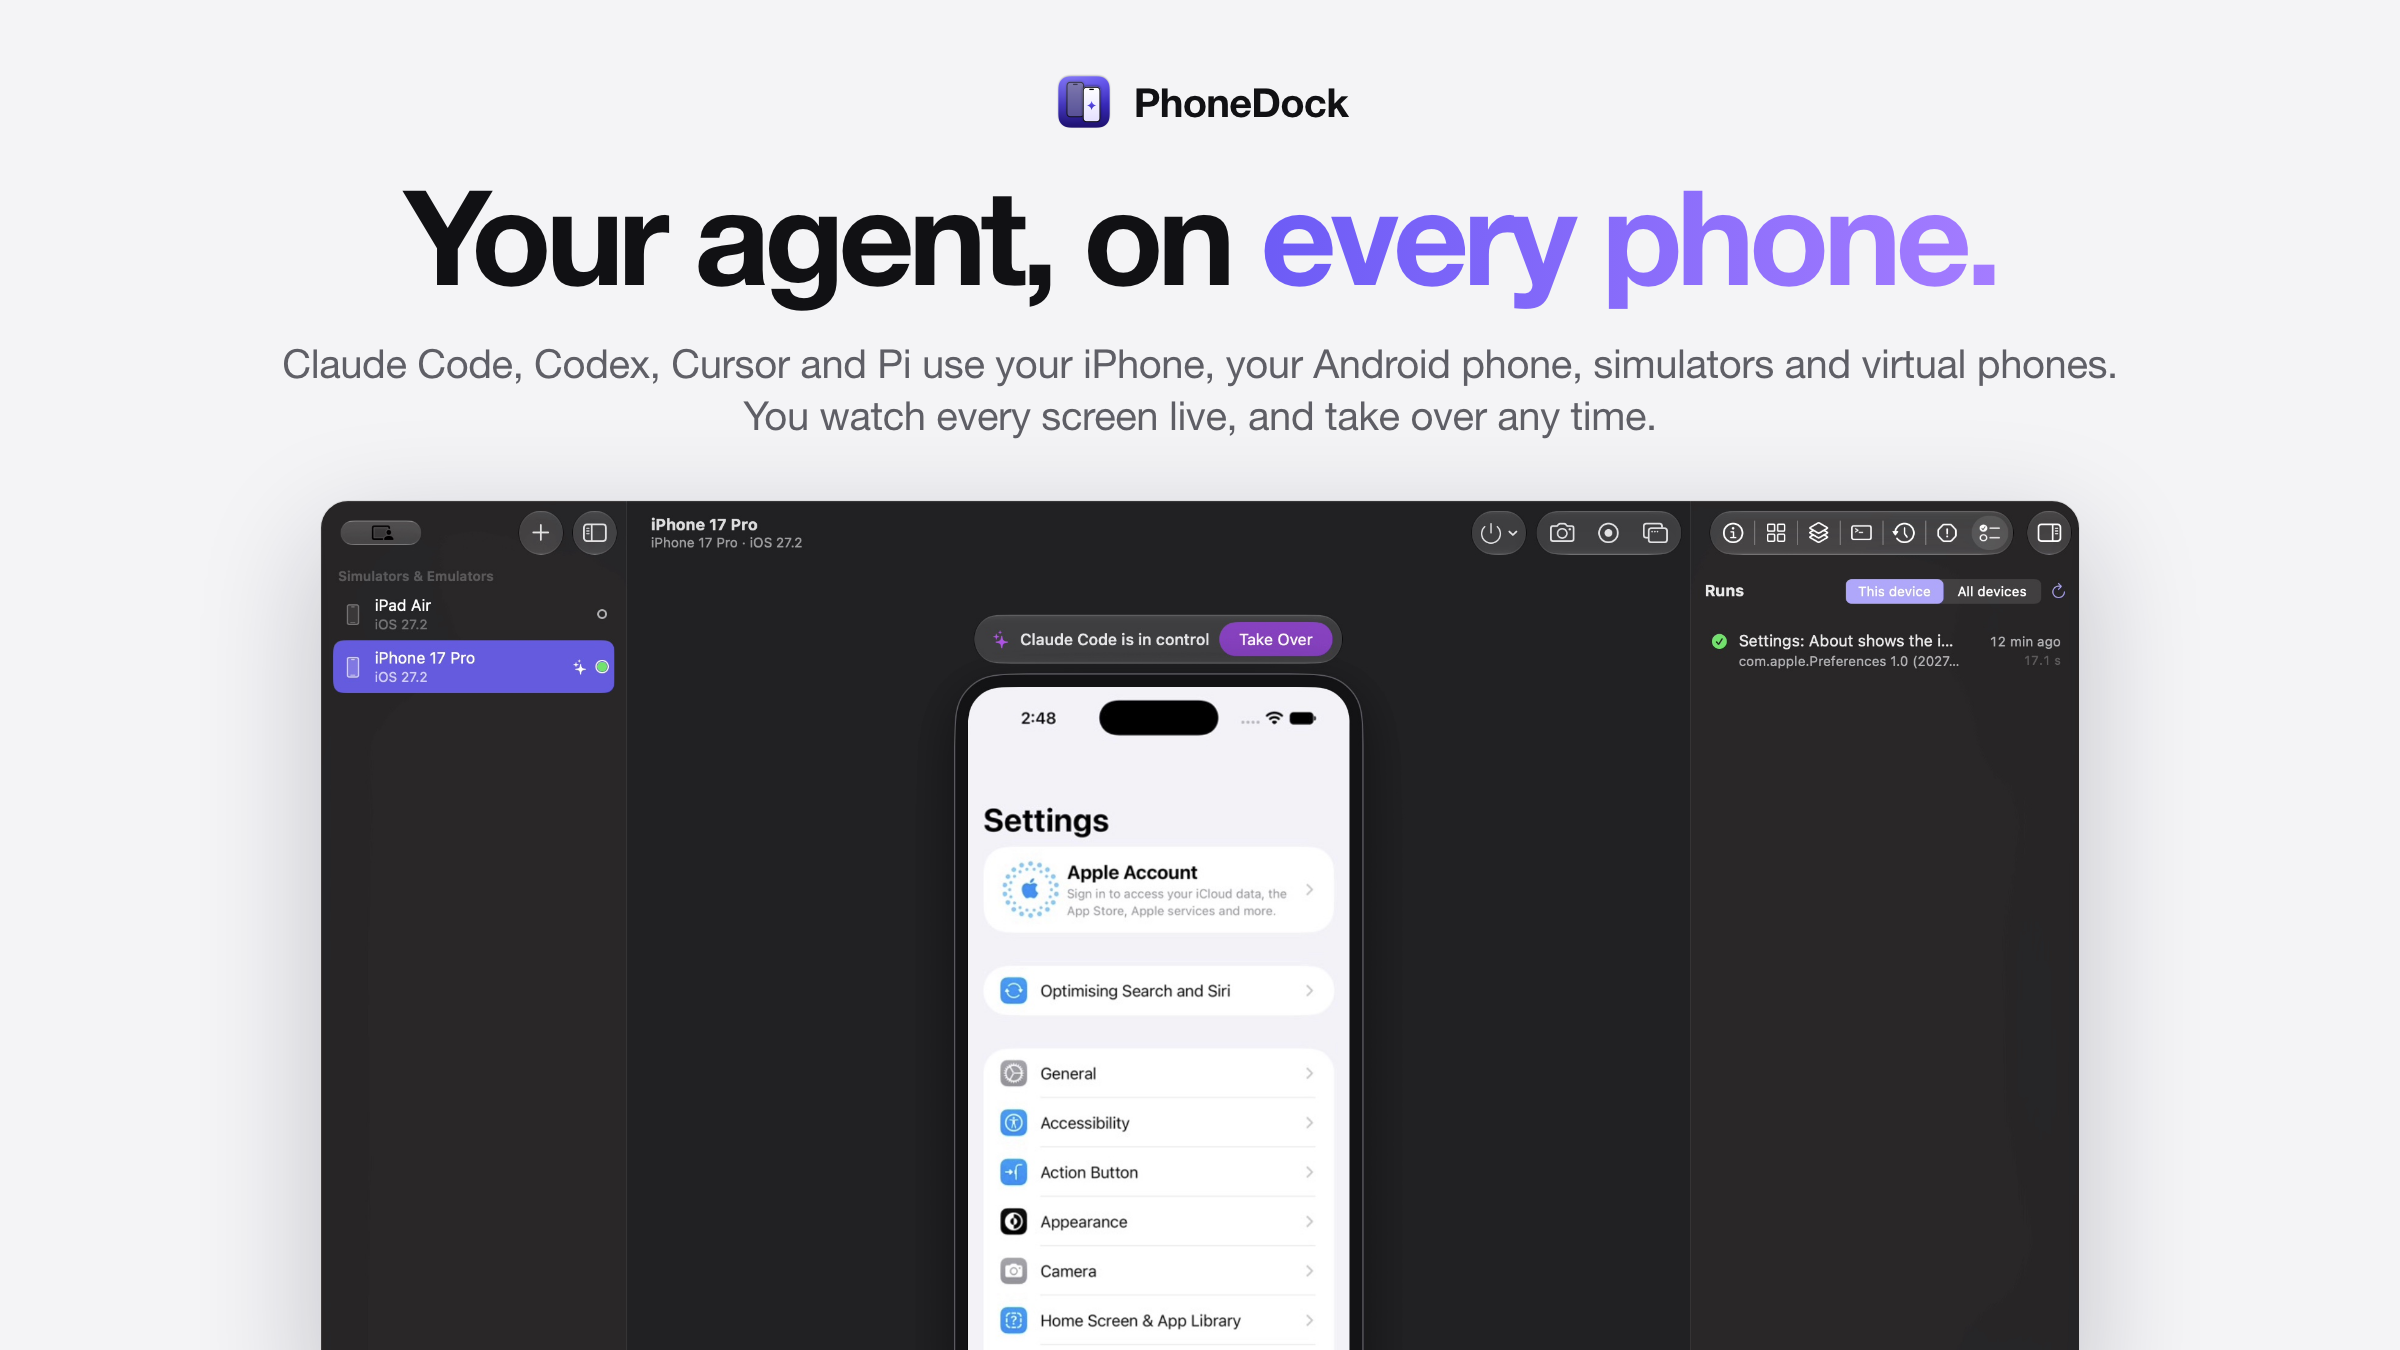 PhoneDock
Your agent, on every phone.
Claude Code, Codex, Cursor and Pi use your iPhone, your Android phone, simulators and virtual phones.
You watch every screen live, and take over any time.
Simulators & Emulators
iPad Air
iOS 27.2
iPhone 17 Pro
iOS 27.2
iPhone 17 Pro
iPhone 17 Pro · iOS 27.2
Claude Code is in control
Take Over
2:48
Settings
Apple Account
Sign in to access your iCloud data, the
App Store, Apple services and more.
Optimising Search and Siri
General
Accessibility
Action Button
Appearance
Camera
Home Screen & App Library
Runs
This device
All devices
Settings: About shows the i...
12 min ago
com.apple.Preferences 1.0 (2027...
17.1 s